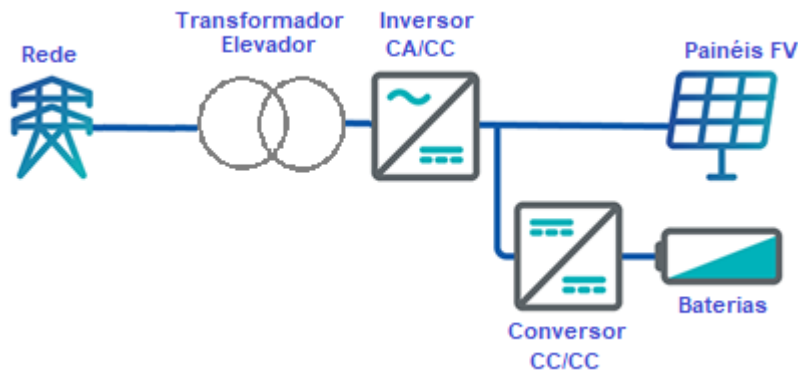 Rede
Transformador
Elevador
Inversor
CA/CC
Painéis FV
Conversor
CC/CC
Baterias